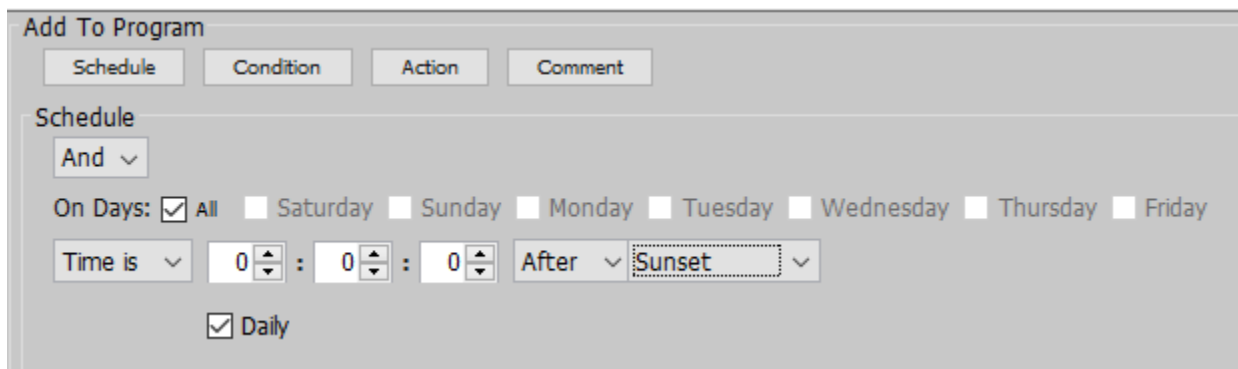 Add To Program
Schedule Condition Action Comment
Schedule
And
On Days: All Saturday Sunday Monday Tuesday Wednesday Thursday Friday
Time is 0 : 0 : 0 After Sunset
Daily